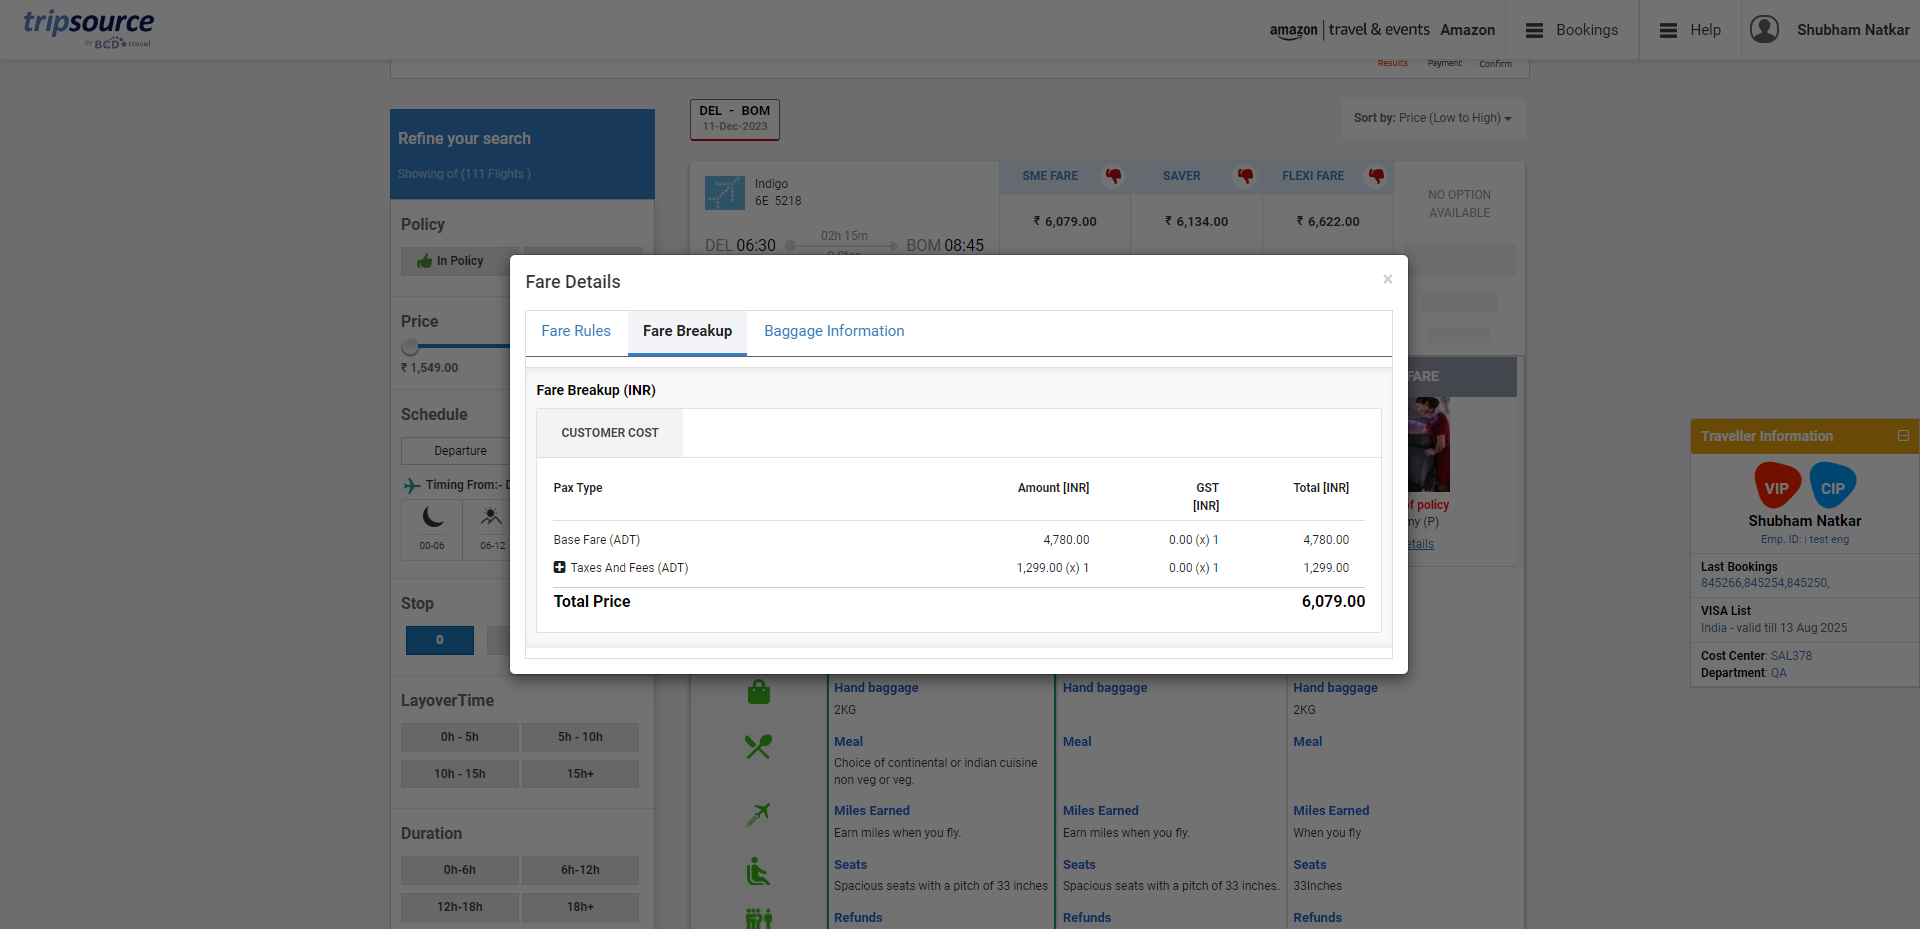 tripsource
by BCD travel
amazon | travel & events Amazon
Bookings
Help
Shubham Natkar
Results
Payment
Confirm
Refine your search
Showing of (111 Flights )
Policy
In Policy
Price
₹ 1,549.00
Schedule
Departure
Timing From:- D
00-06
06-12
Stop
0
LayoverTime
0h - 5h
5h - 10h
10h - 15h
15h+
Duration
0h-6h
6h-12h
12h-18h
18h+
DEL - BOM
11-Dec-2023
Sort by: Price (Low to High)
Indigo
6E 5218
DEL 06:30
02h 15m
0 Stop
BOM 08:45
SME FARE
₹ 6,079.00
SAVER
₹ 6,134.00
FLEXI FARE
₹ 6,622.00
NO OPTION
AVAILABLE
Fare Details
×
Fare Rules
Fare Breakup
Baggage Information
Fare Breakup (INR)
CUSTOMER COST
Pax Type
Amount [INR]
GST
[INR]
Total [INR]
Base Fare (ADT)
4,780.00
0.00 (x) 1
4,780.00
Taxes And Fees (ADT)
1,299.00 (x) 1
0.00 (x) 1
1,299.00
Total Price
6,079.00
FARE
of policy
my (P)
etails
Hand baggage
2KG
Hand baggage
Hand baggage
2KG
Meal
Choice of continental or indian cuisine
non veg or veg.
Meal
Meal
Miles Earned
Earn miles when you fly.
Miles Earned
Earn miles when you fly.
Miles Earned
When you fly
Seats
Spacious seats with a pitch of 33 inches
Seats
Spacious seats with a pitch of 33 inches.
Seats
33Inches
Refunds
Refunds
Refunds
Traveller Information
VIP
CIP
Shubham Natkar
Emp. ID: | test eng
Last Bookings
845266,845254,845250,
VISA List
India - valid till 13 Aug 2025
Cost Center: SAL378
Department: QA